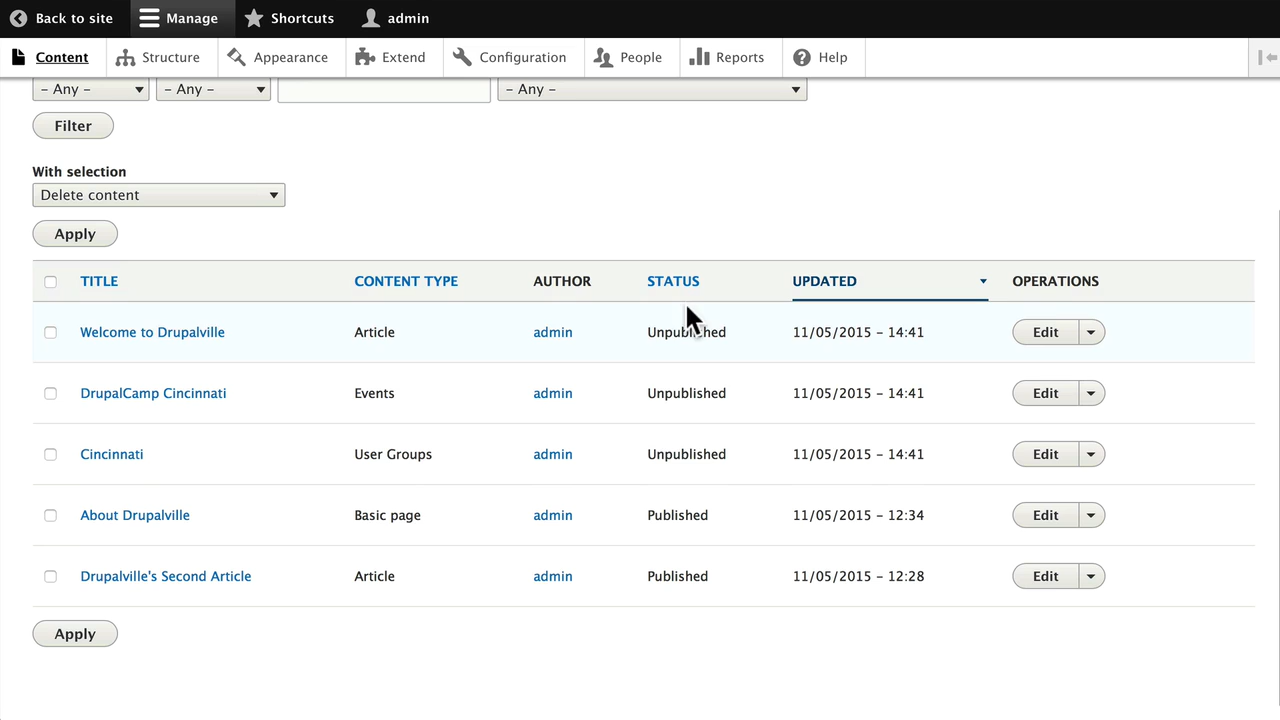 Back to site Manage Shortcuts admin
Content Structure Appearance Extend Configuration People Reports Help
- Any - - Any - - Any -
Filter
With selection
Delete content
Apply
TITLE CONTENT TYPE AUTHOR STATUS UPDATED OPERATIONS
Welcome to Drupalville Article admin Unpublished 11/05/2015 – 14:41 Edit
DrupalCamp Cincinnati Events admin Unpublished 11/05/2015 – 14:41 Edit
Cincinnati User Groups admin Unpublished 11/05/2015 – 14:41 Edit
About Drupalville Basic page admin Published 11/05/2015 – 12:34 Edit
Drupalville's Second Article Article admin Published 11/05/2015 – 12:28 Edit
Apply